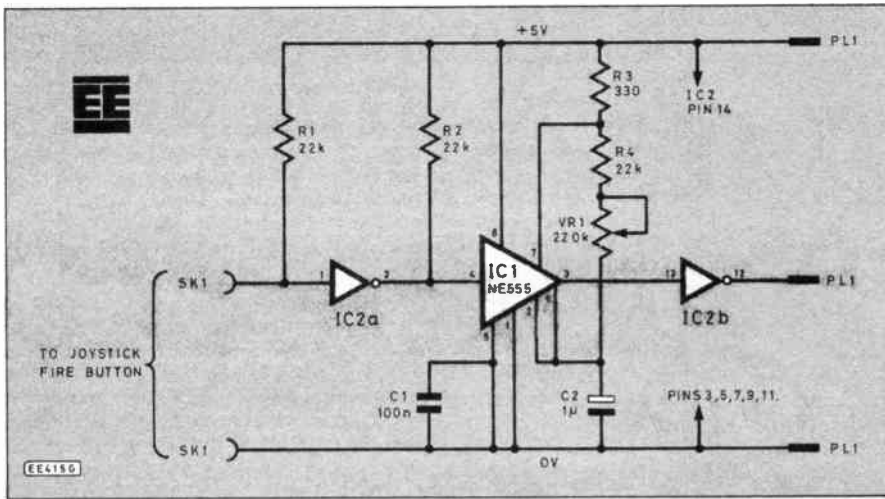 +5V
PL1
EE
R1
22k
R2
22k
R3
330
IC2
PIN 14
R4
22k
VR1
220k
8
7
SK1
1
2
4
IC1
NE555
3
13
12
PL1
IC2a
2
6
IC2b
5
1
TO JOYSTICK
FIRE BUTTON
C1
100n
C2
1µ
PINS 3,5,7,9,11.
SK1
0V
PL1
EE415G